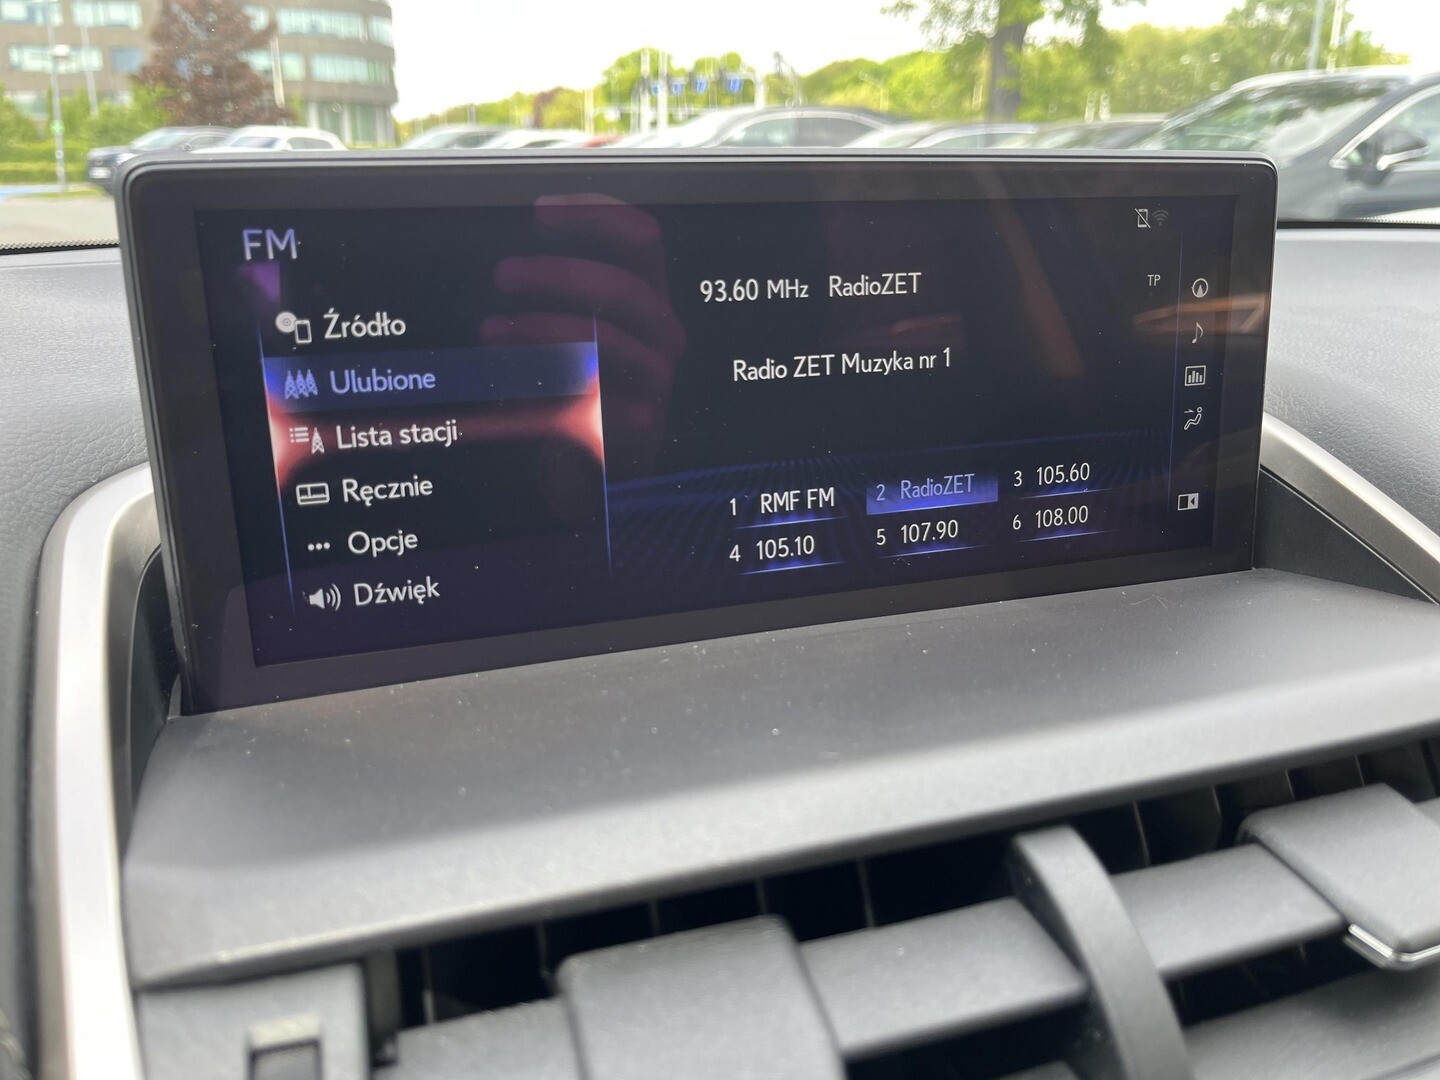 FM
Źródło
Ulubione
Lista stacji
Ręcznie
Opcje
Dźwięk
93.60 MHz RadioZET
Radio ZET Muzyka nr 1
TP
1 RMF FM 2 RadioZET 3 105.60
4 105.10 5 107.90 6 108.00